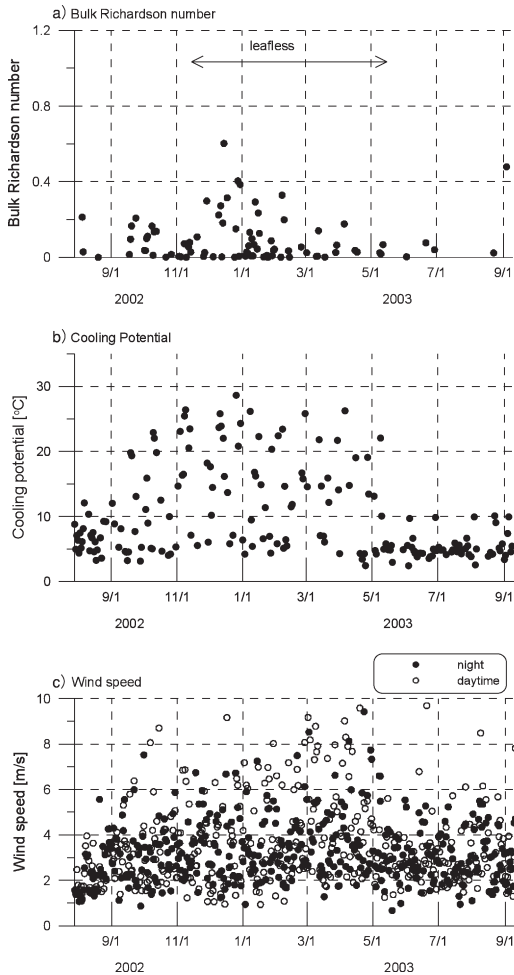 a) Bulk Richardson number
1.2
leafless
0.8
Bulk Richardson number
0.4
0
9/1 11/1 1/1 3/1 5/1 7/1 9/1
2002 2003
b) Cooling Potential
30
Cooling potential [°C]
20
10
0
9/1 11/1 1/1 3/1 5/1 7/1 9/1
2002 2003
night
c) Wind speed
daytime
10
8
Wind speed [m/s]
6
4
2
0
9/1 11/1 1/1 3/1 5/1 7/1 9/1
2002 2003